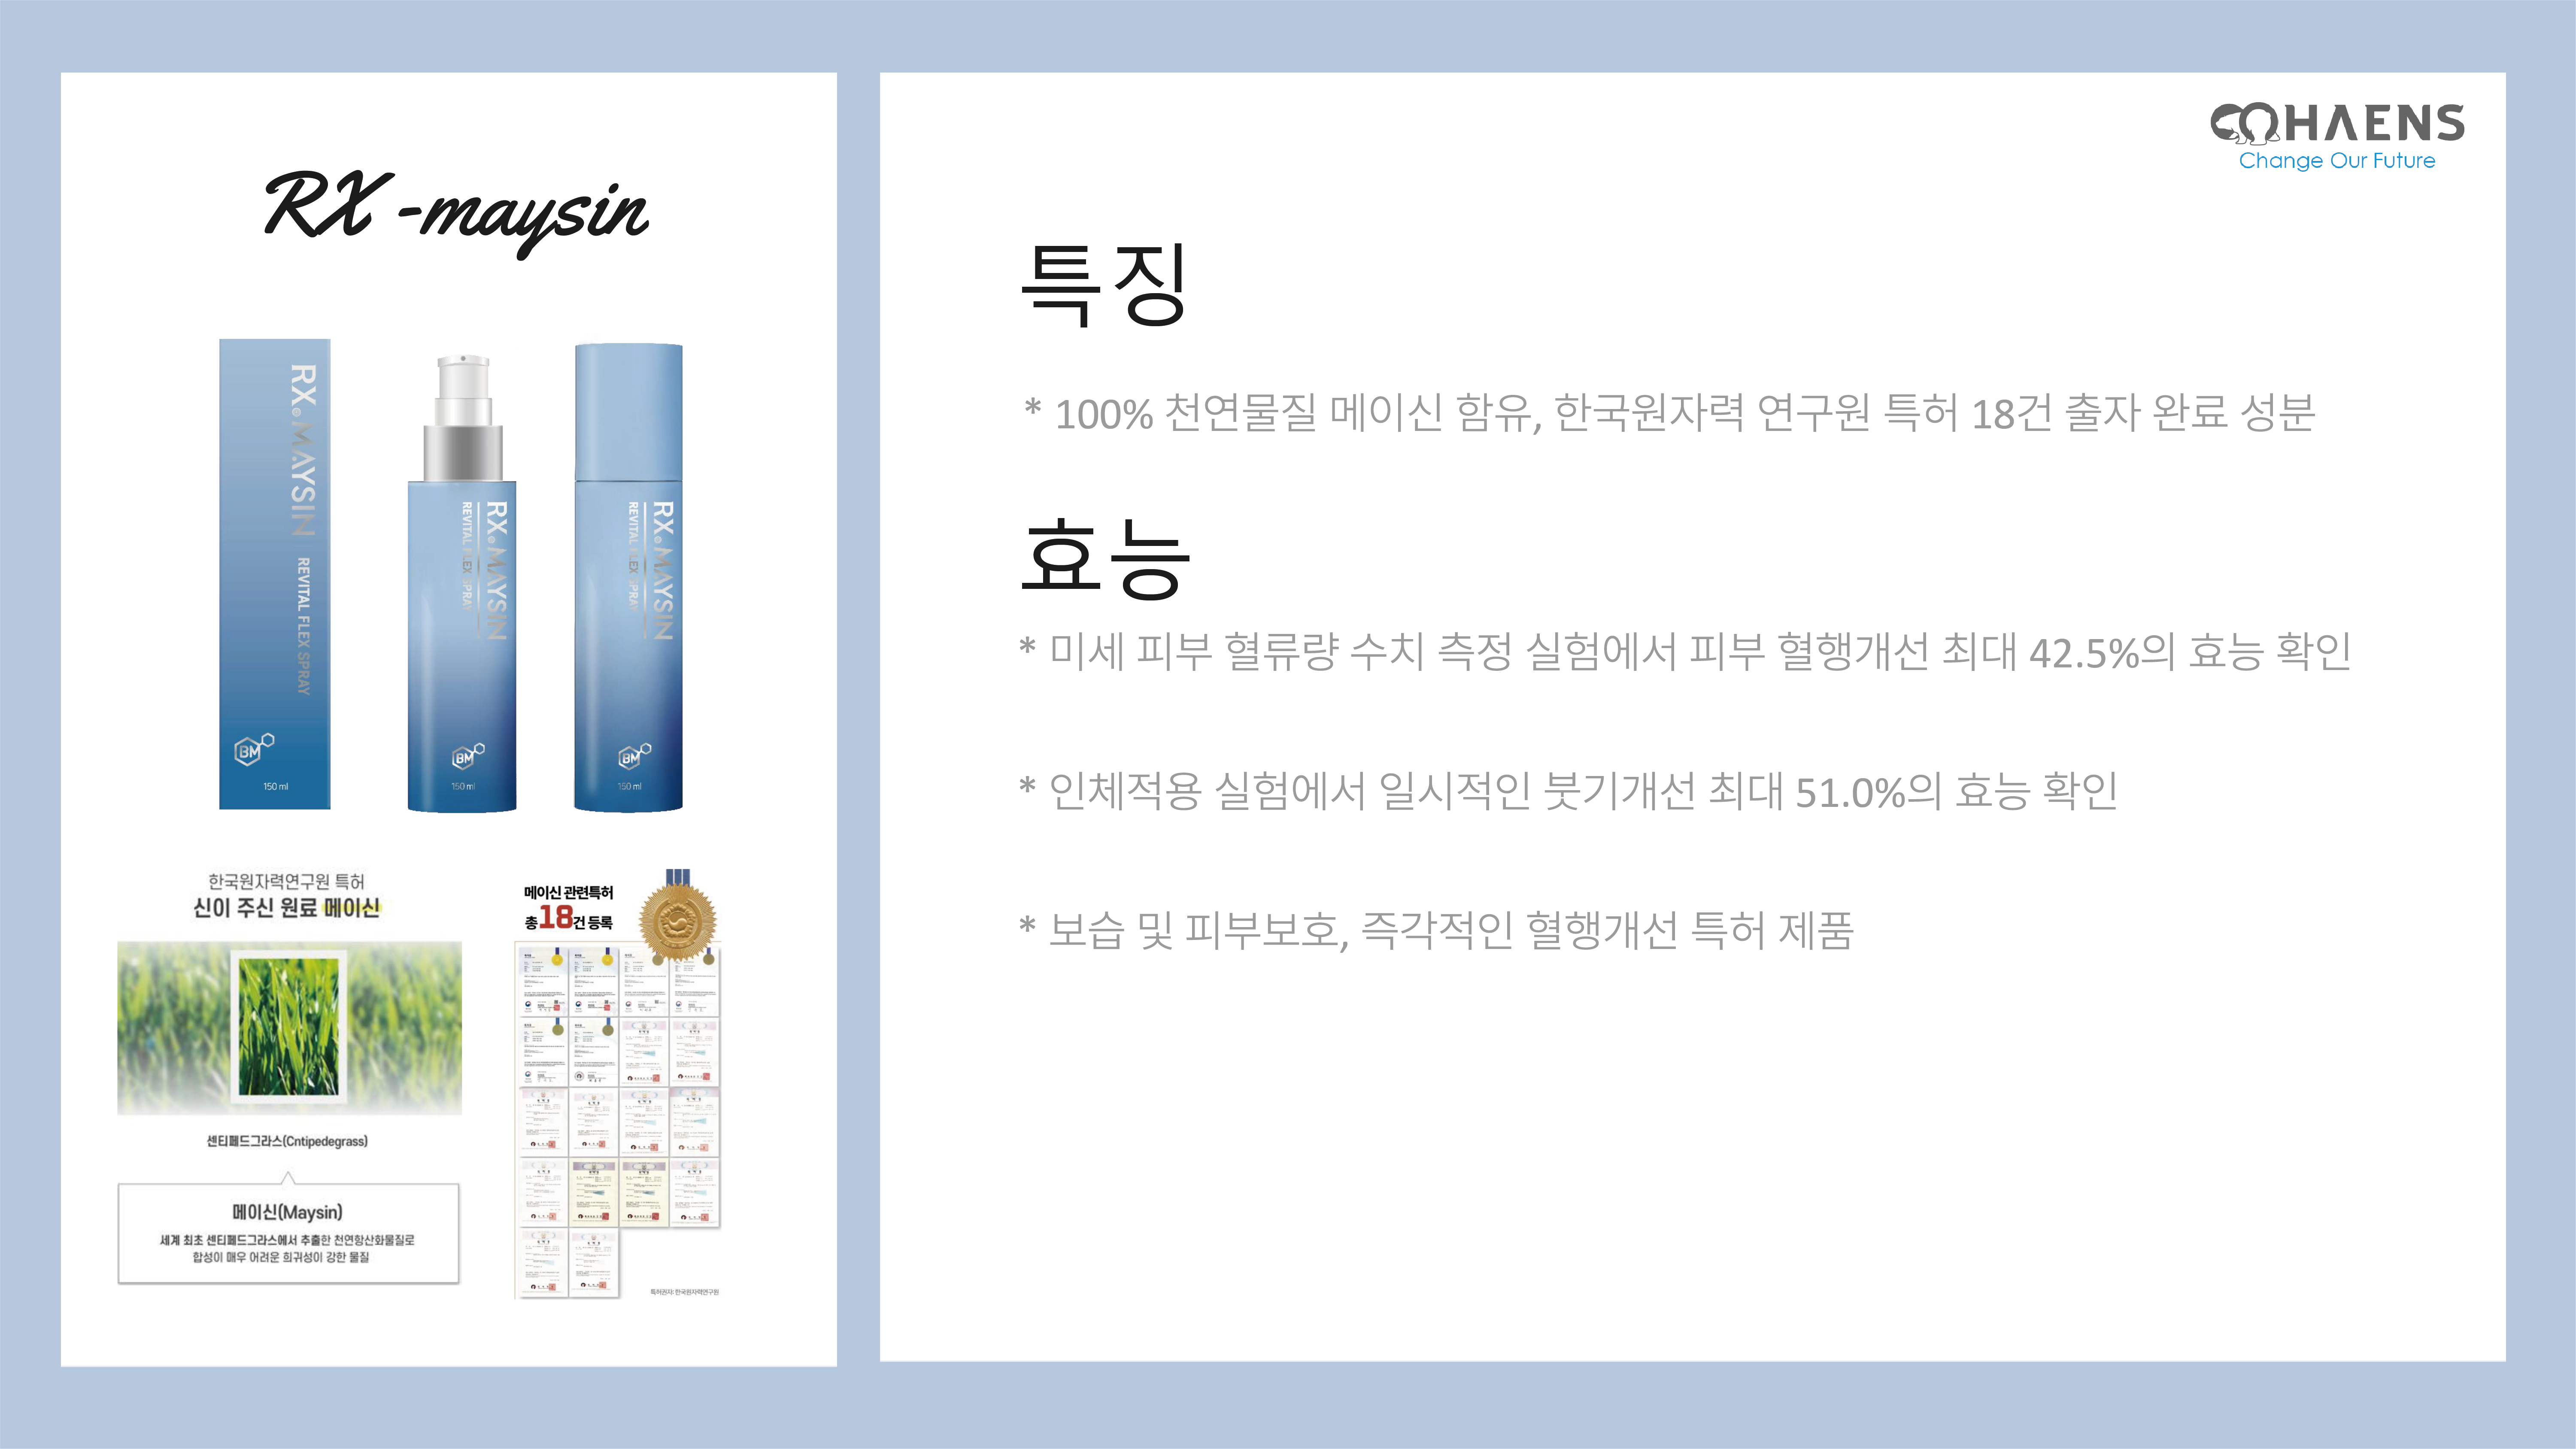 RX-maysin
RX MAYSIN REVITAL FLEX SPRAY
BM
150 ml
RX MAYSIN
REVITAL FLEX SPRAY
BM
150 ml
RX MAYSIN
REVITAL FLEX SPRAY
BM
150 ml
한국원자력연구원 특허
신이 주신 원료 메이신
센티페드그라스(Cntipedegrass)
메이신(Maysin)
세계 최초 센티페드그라스에서 추출한 천연항산화물질로
합성이 매우 어려운 희귀성이 강한 물질
메이신 관련특허
총18건 등록
특허권자: 한국원자력연구원
COHAENS
Change Our Future
특징
* 100% 천연물질 메이신 함유, 한국원자력 연구원 특허 18건 출자 완료 성분
효능
* 미세 피부 혈류량 수치 측정 실험에서 피부 혈행개선 최대 42.5%의 효능 확인
* 인체적용 실험에서 일시적인 붓기개선 최대 51.0%의 효능 확인
* 보습 및 피부보호, 즉각적인 혈행개선 특허 제품